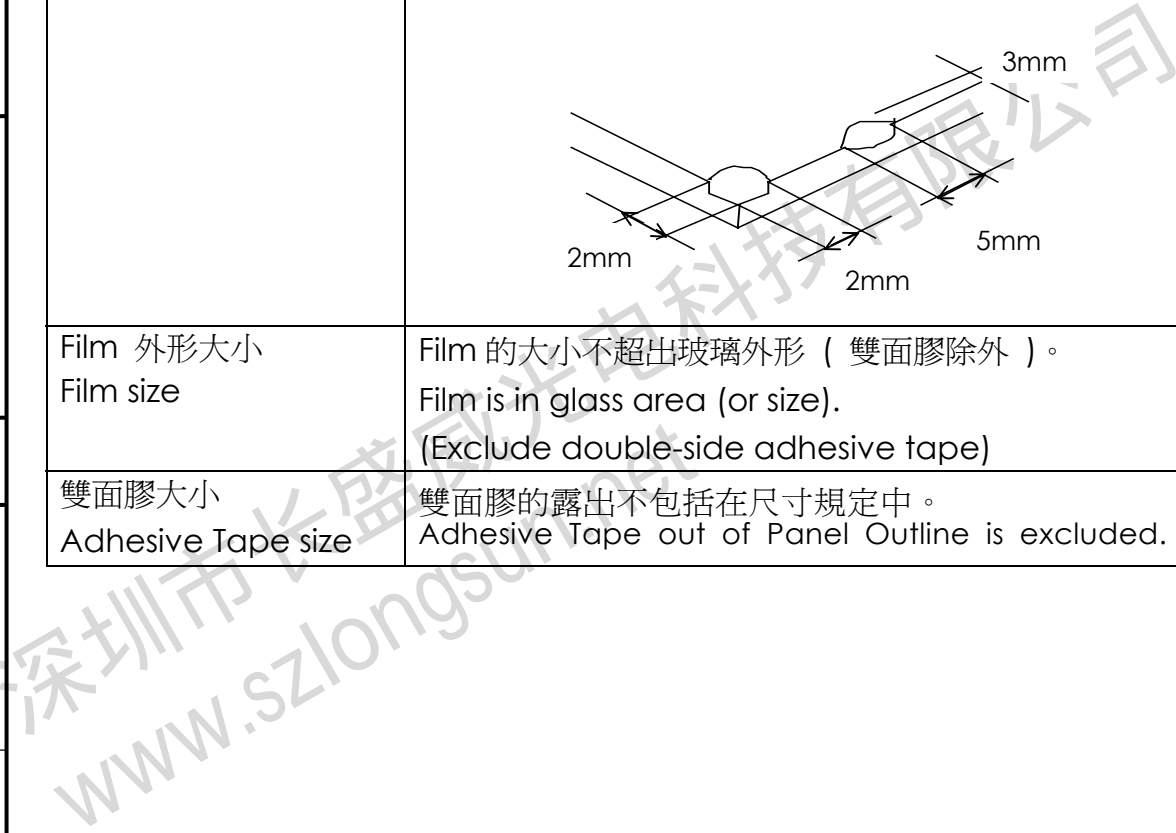 3mm
5mm
2mm
2mm
Film 外形大小
Film size
Film 的大小不超出玻璃外形 ( 雙面膠除外 )。
Film is in glass area (or size).
(Exclude double-side adhesive tape)
雙面膠大小
Adhesive Tape size
雙面膠的露出不包括在尺寸規定中。
Adhesive Tape out of Panel Outline is excluded.
深圳市长盛威光电科技有限公司
www.szlongsun.net